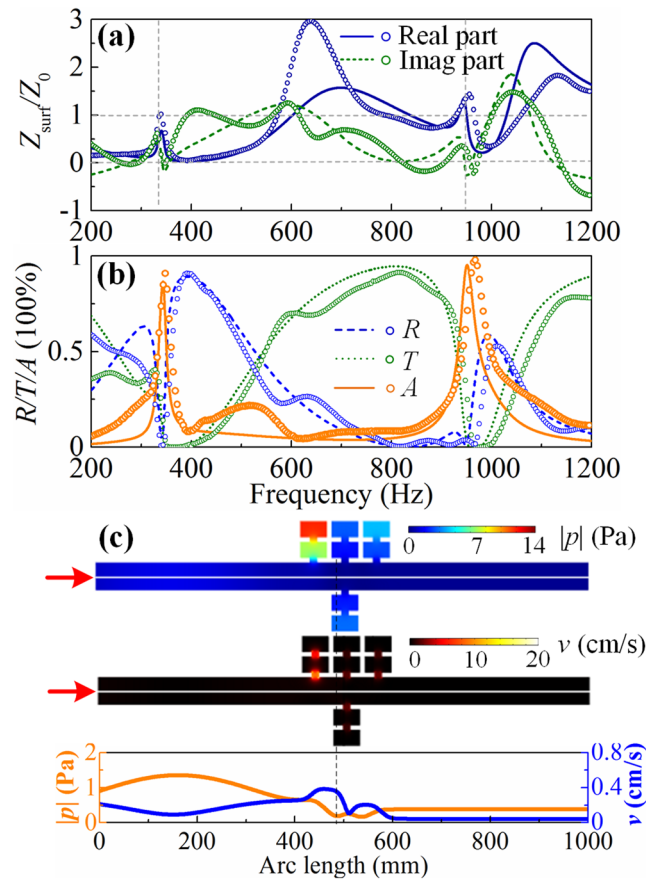 (a)
Real part
Imag part
Z_surf/Z_0
3
2
1
0
-1
200 400 600 800 1000 1200
(b)
R
T
A
R/T/A (100%)
1
0.5
0
200 400 600 800 1000 1200
Frequency (Hz)
(c)
0 7 14 |p| (Pa)
0 10 20 v (cm/s)
|p| (Pa)
2
1
0
0.8
0.4
0
v (cm/s)
0 200 400 600 800 1000
Arc length (mm)